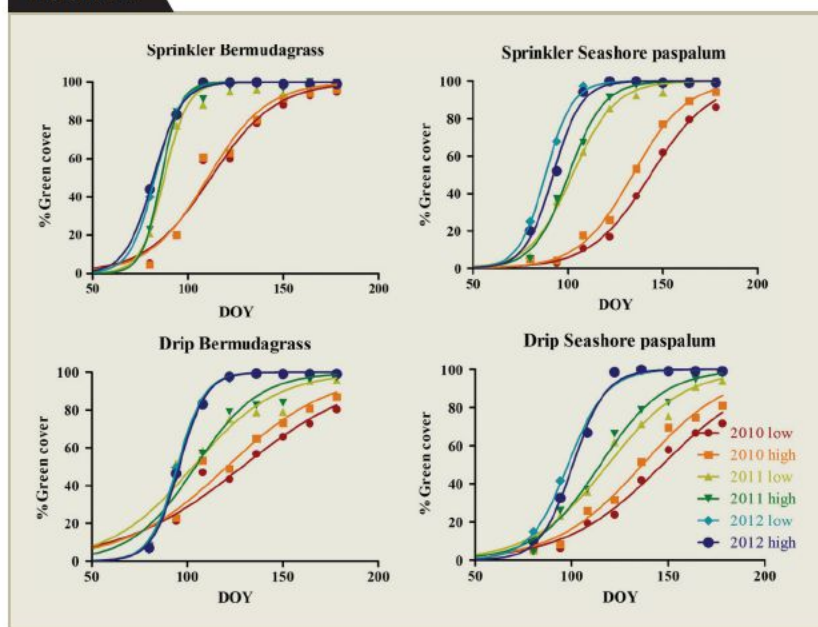 Sprinkler Bermudagrass
% Green cover
100
80
60
40
20
0
50
100
150
200
DOY
Sprinkler Seashore paspalum
% Green cover
100
80
60
40
20
0
50
100
150
200
DOY
Drip Bermudagrass
% Green cover
100
80
60
40
20
0
50
100
150
200
DOY
Drip Seashore paspalum
% Green cover
100
80
60
40
20
0
50
100
150
200
DOY
2010 low
2010 high
2011 low
2011 high
2012 low
2012 high